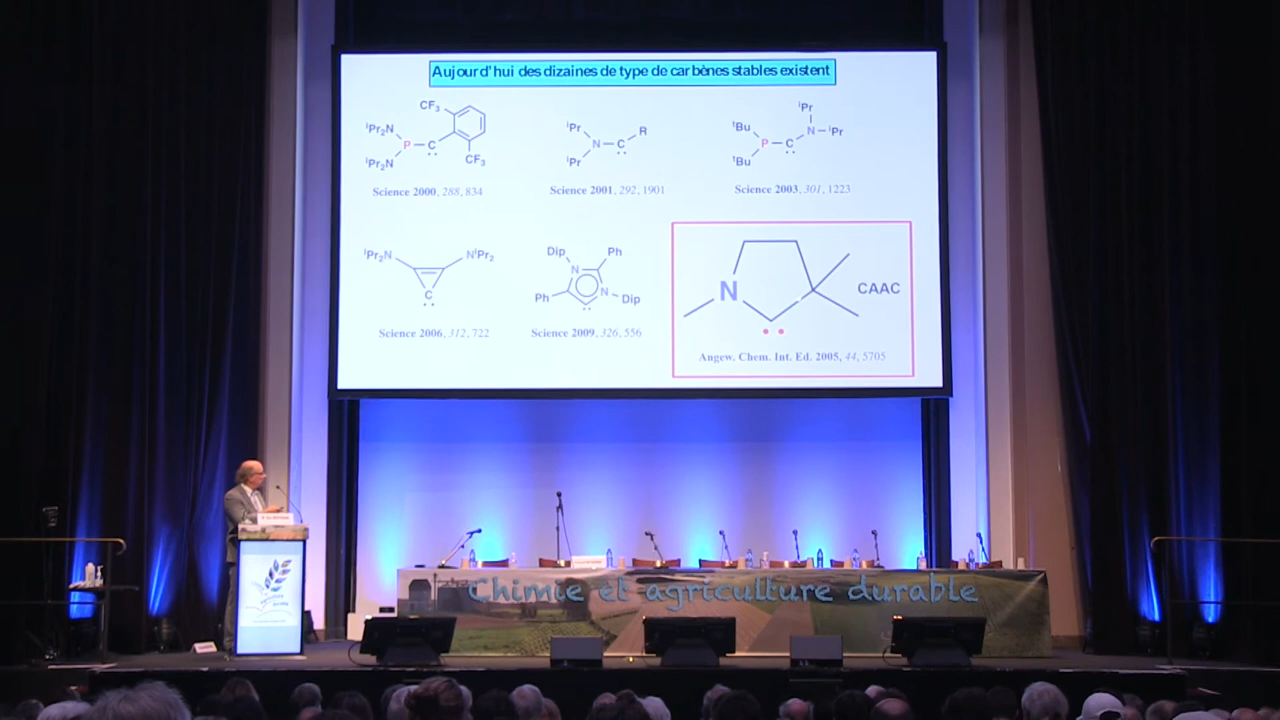 Aujourd'hui des dizaines de type de carbènes stables existent
CF3
iPr2N
P
C
iPr2N
CF3
Science 2000, 288, 834
iPr
N
C
R
iPr
Science 2001, 292, 1901
iPr
tBu
N
iPr
P
C
tBu
Science 2003, 301, 1223
iPr2N
NiPr2
C
Science 2006, 312, 722
Dip
Ph
N
Ph
N
Dip
Science 2009, 326, 556
N
CAAC
Angew. Chem. Int. Ed. 2005, 44, 5705
Chimie et agriculture durable